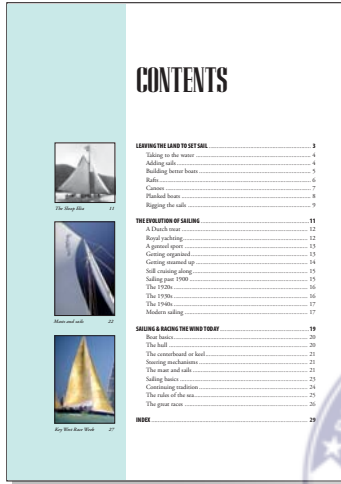 CONTENTS
LEAVING THE LAND TO SET SAIL 3
Taking to the water 4
Adding sails 4
Building better boats 5
Rafts 6
Canoes 7
Planked boats 8
Rigging the sails 9
THE EVOLUTION OF SAILING 11
A Dutch treat 12
Royal yachting 12
A genteel sport 13
Getting organized 13
Getting steamed up 14
Still cruising along 15
Sailing past 1900 15
The 1920s 16
The 1930s 16
The 1940s 17
Modern sailing 17
SAILING & RACING THE WIND TODAY 19
Boat basics 20
The hull 20
The centerboard or keel 21
Steering mechanisms 21
The mast and sails 21
Sailing basics 23
Continuing tradition 24
The rules of the sea 25
The great races 26
INDEX 29
The Sloop Eliza 11
Masts and sails 22
Key West Race Week 27